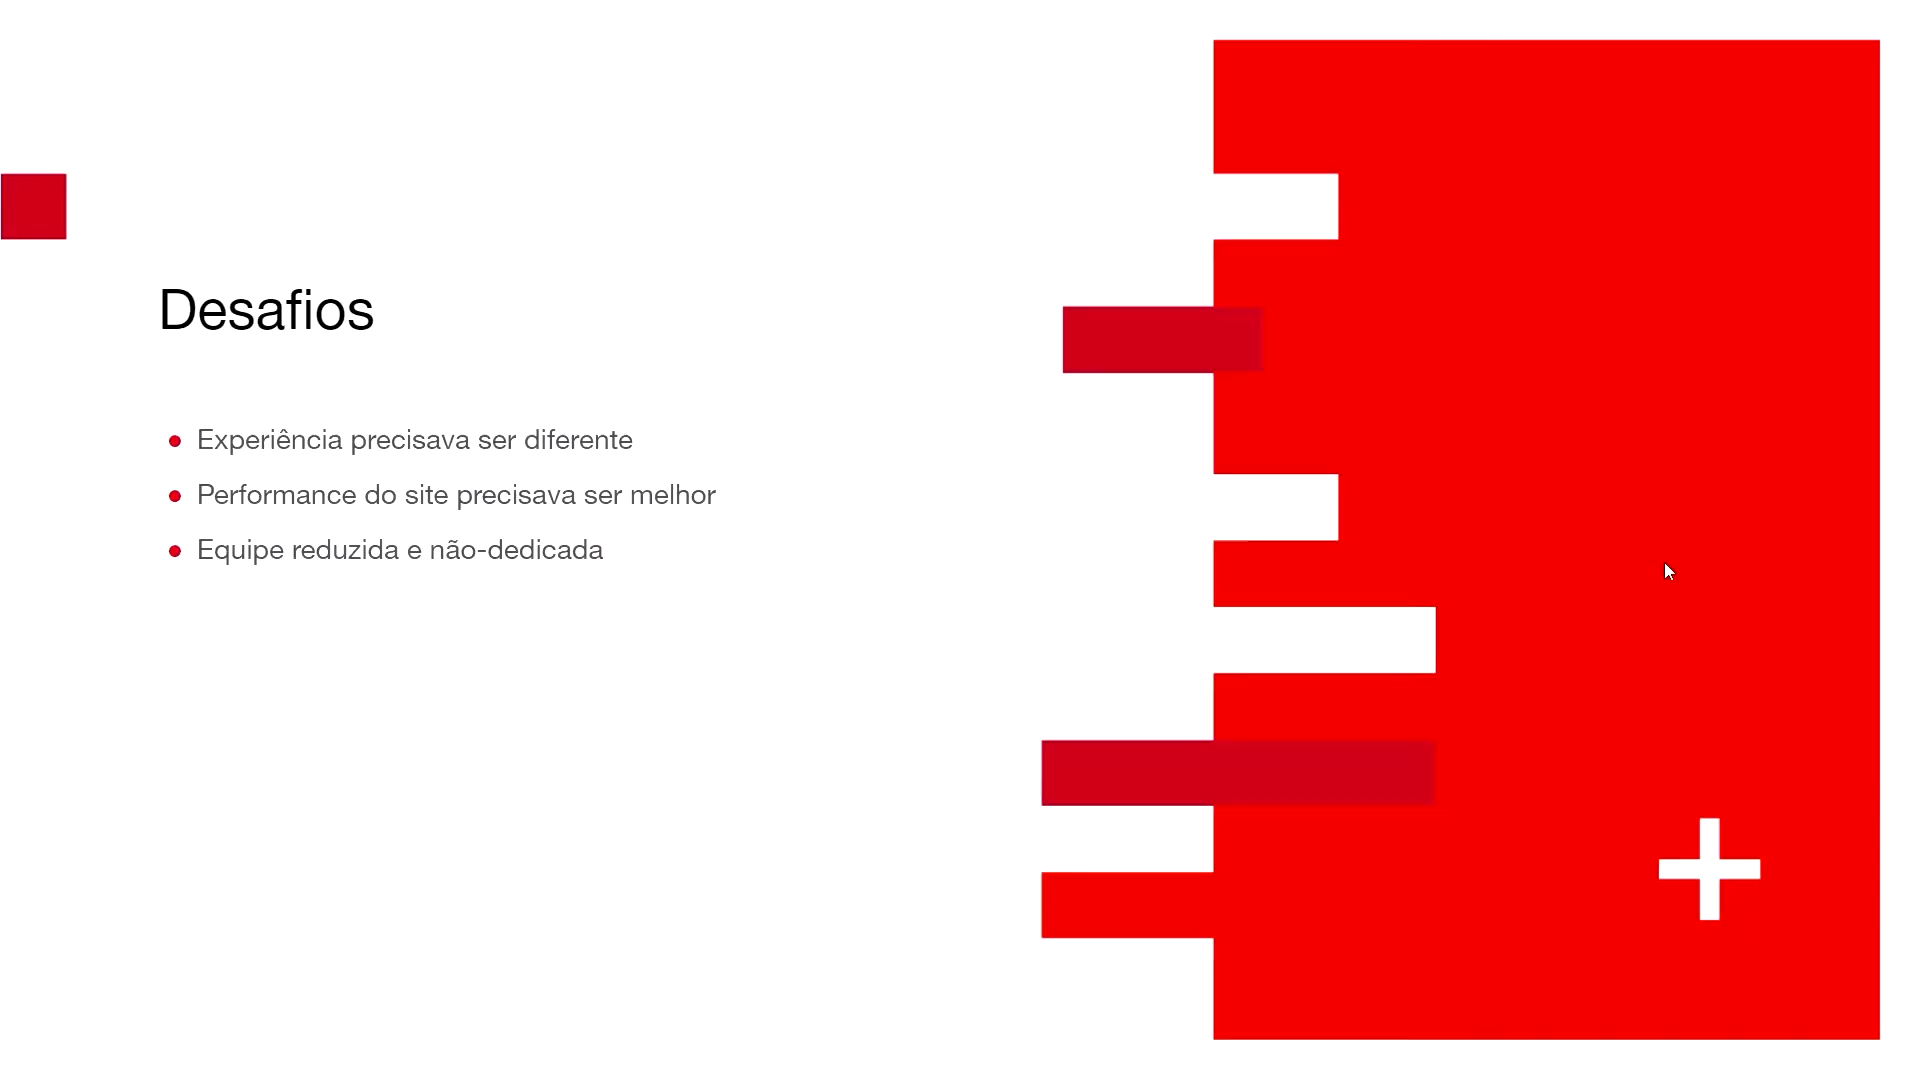 Desafios
Experiência precisava ser diferente
Performance do site precisava ser melhor
Equipe reduzida e não-dedicada